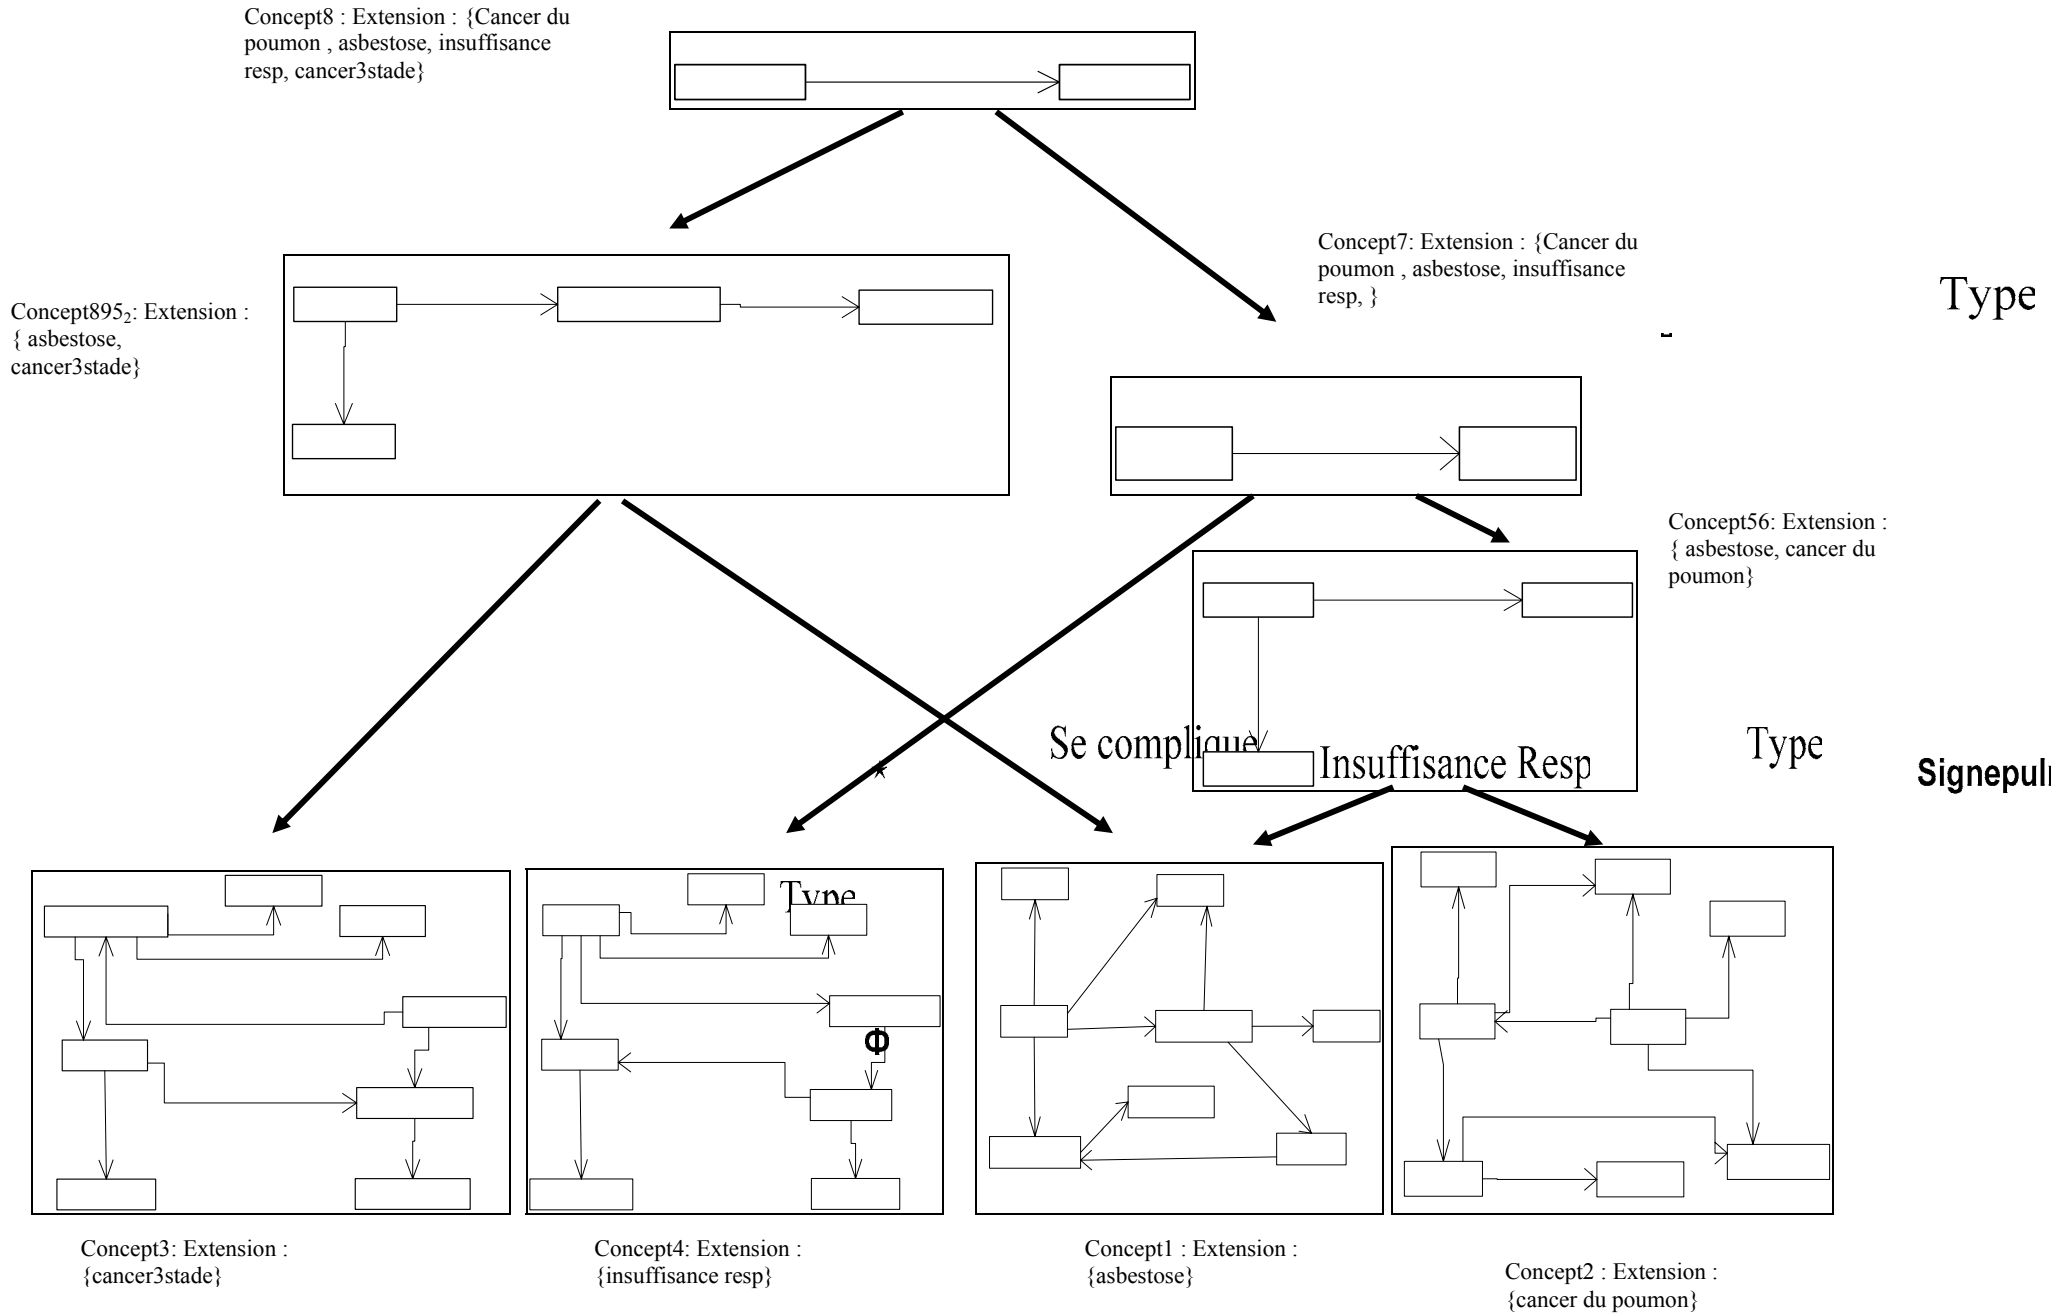 Concept8 : Extension : {Cancer du
poumon , asbestose, insuffisance
resp, cancer3stade}
Concept7: Extension : {Cancer du
poumon , asbestose, insuffisance
resp, }
Type
Concept895₂: Extension :
{ asbestose,
cancer3stade}
Concept56: Extension :
{ asbestose, cancer du
poumon}
Se complique
Insuffisance Resp
Type
Type
Φ
Concept3: Extension :
{cancer3stade}
Concept4: Extension :
{insuffisance resp}
Concept1 : Extension :
{asbestose}
Concept2 : Extension :
{cancer du poumon}